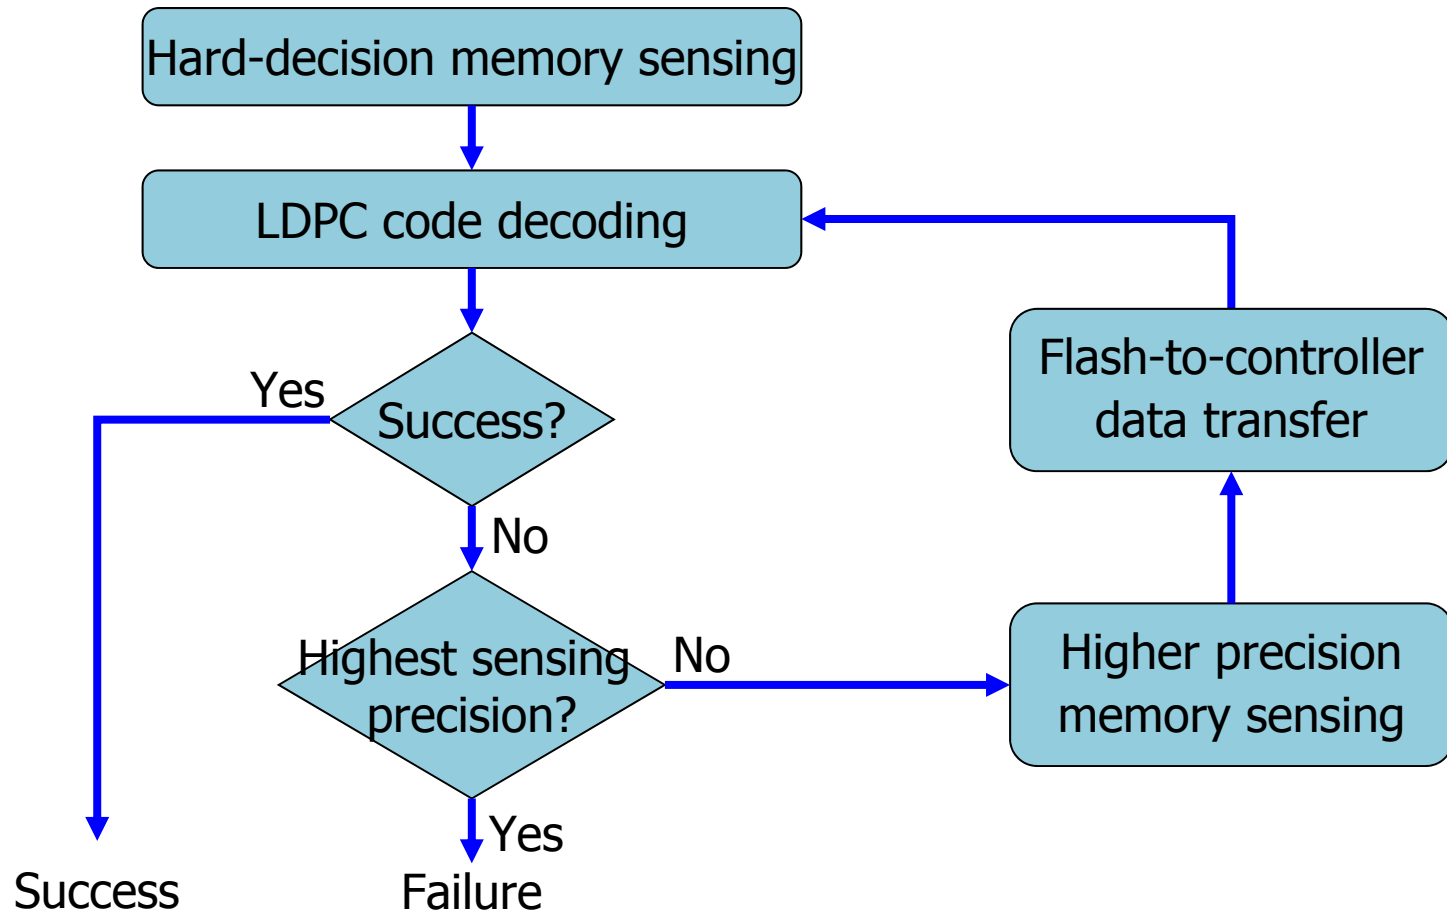 Hard-decision memory sensing
LDPC code decoding
Yes
Success?
No
Highest sensing
precision?
No
Higher precision
memory sensing
Flash-to-controller
data transfer
Yes
Success
Failure